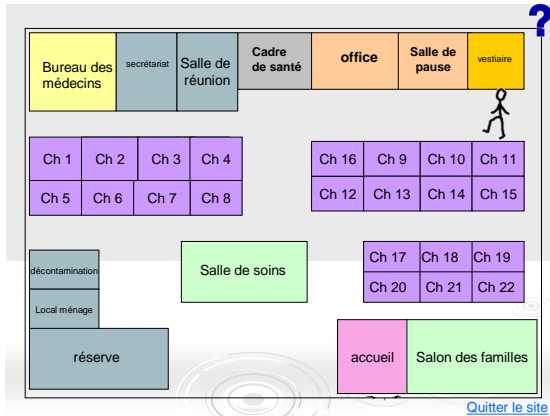 ?
Bureau des
médecins
secrétariat
Salle de
réunion
Cadre
de santé
office
Salle de
pause
vestiaire
Ch 1 Ch 2 Ch 3 Ch 4
Ch 5 Ch 6 Ch 7 Ch 8
Ch 16 Ch 9 Ch 10 Ch 11
Ch 12 Ch 13 Ch 14 Ch 15
décontamination
Local ménage
réserve
Salle de soins
Ch 17 Ch 18 Ch 19
Ch 20 Ch 21 Ch 22
accueil
Salon des familles
Quitter le site